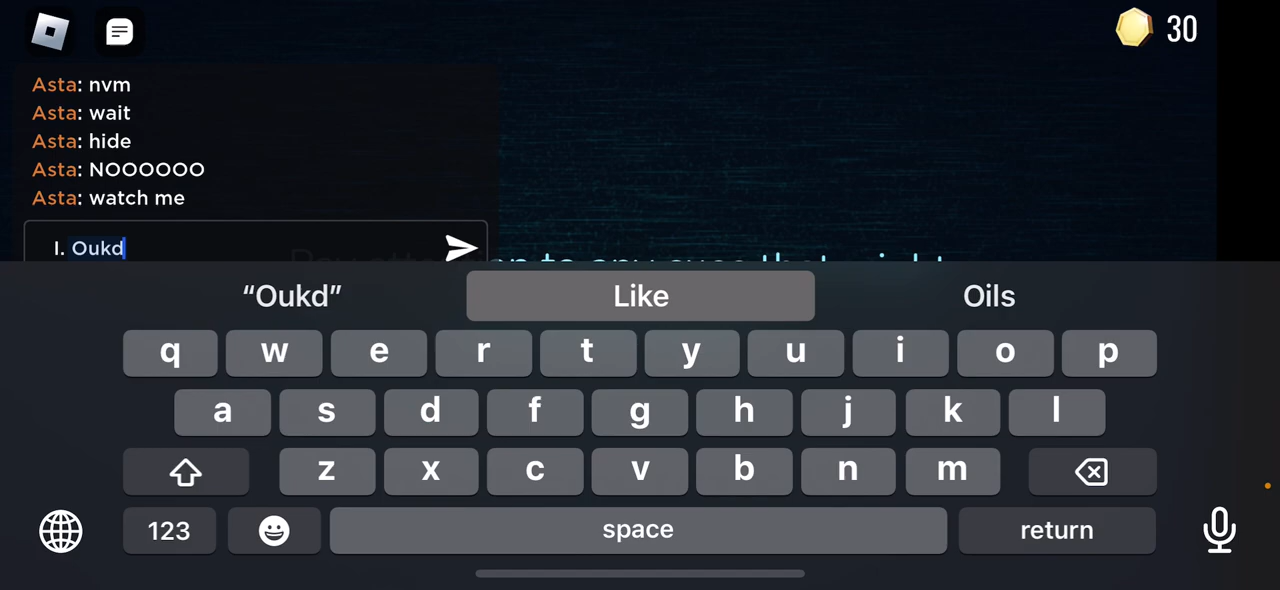 30
Asta: nvm
Asta: wait
Asta: hide
Asta: NOOOOOO
Asta: watch me
I. Oukd
“Oukd” Like Oils
q w e r t y u i o p
a s d f g h j k l
z x c v b n m
123 space return